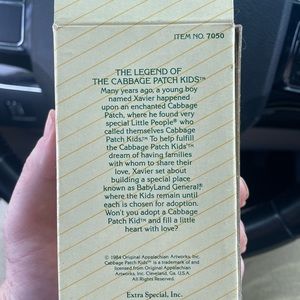 ITEM NO. 7050
THE LEGEND OF
THE CABBAGE PATCH KIDS™
Many years ago, a young boy
named Xavier happened
upon an enchanted Cabbage
Patch, where he found very
special Little People® who
called themselves Cabbage
Patch Kids.™ To help fulfill
the Cabbage Patch Kids'™
dream of having families
with whom to share their
love, Xavier set about
building a special place
known as BabyLand General®
where the Kids remain until
each is chosen for adoption.
Won't you adopt a Cabbage
Patch Kid™ and fill a little
heart with love?
© 1984 Original Appalachian Artworks, Inc.
Cabbage Patch Kids™ is a trademark of and
licensed from Original Appalachian
Artworks, Inc. Cleveland, Ga. U.S.A.
All Rights Reserved.
Extra Special, Inc.